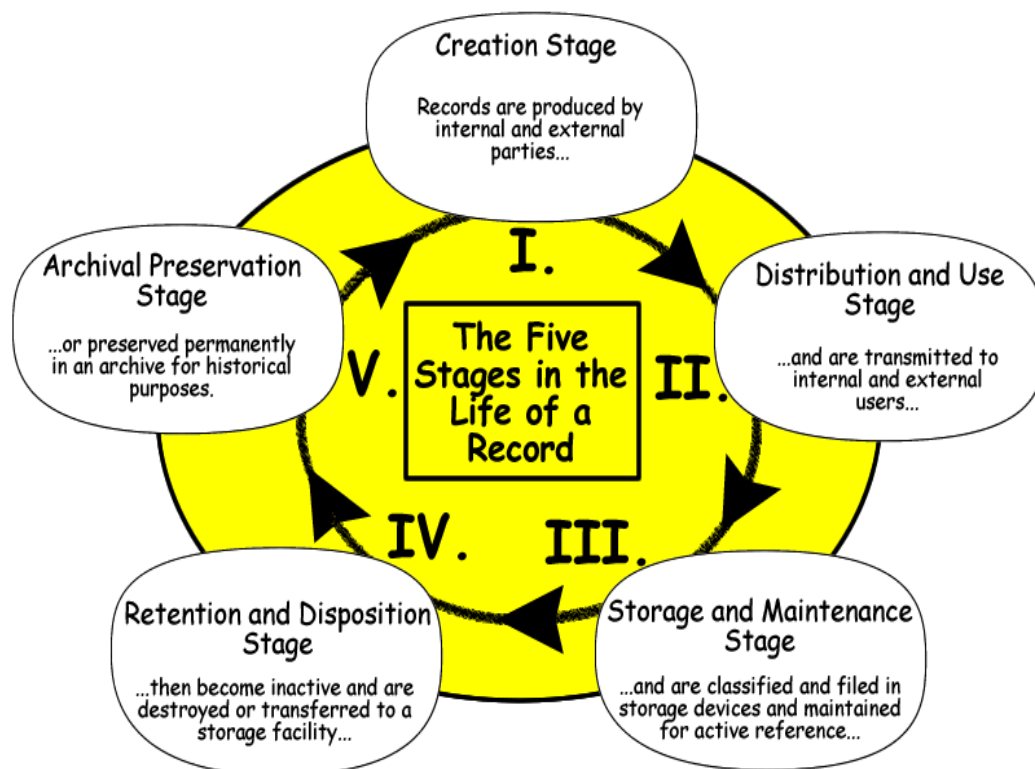 Creation Stage
Records are produced by
internal and external
parties...
I.
Distribution and Use
Stage
...and are transmitted to
internal and external
users...
II.
Storage and Maintenance
Stage
...and are classified and filed in
storage devices and maintained
for active reference...
III.
Retention and Disposition
Stage
...then become inactive and are
destroyed or transferred to a
storage facility...
IV.
Archival Preservation
Stage
...or preserved permanently
in an archive for historical
purposes.
V.
The Five
Stages in the
Life of a
Record